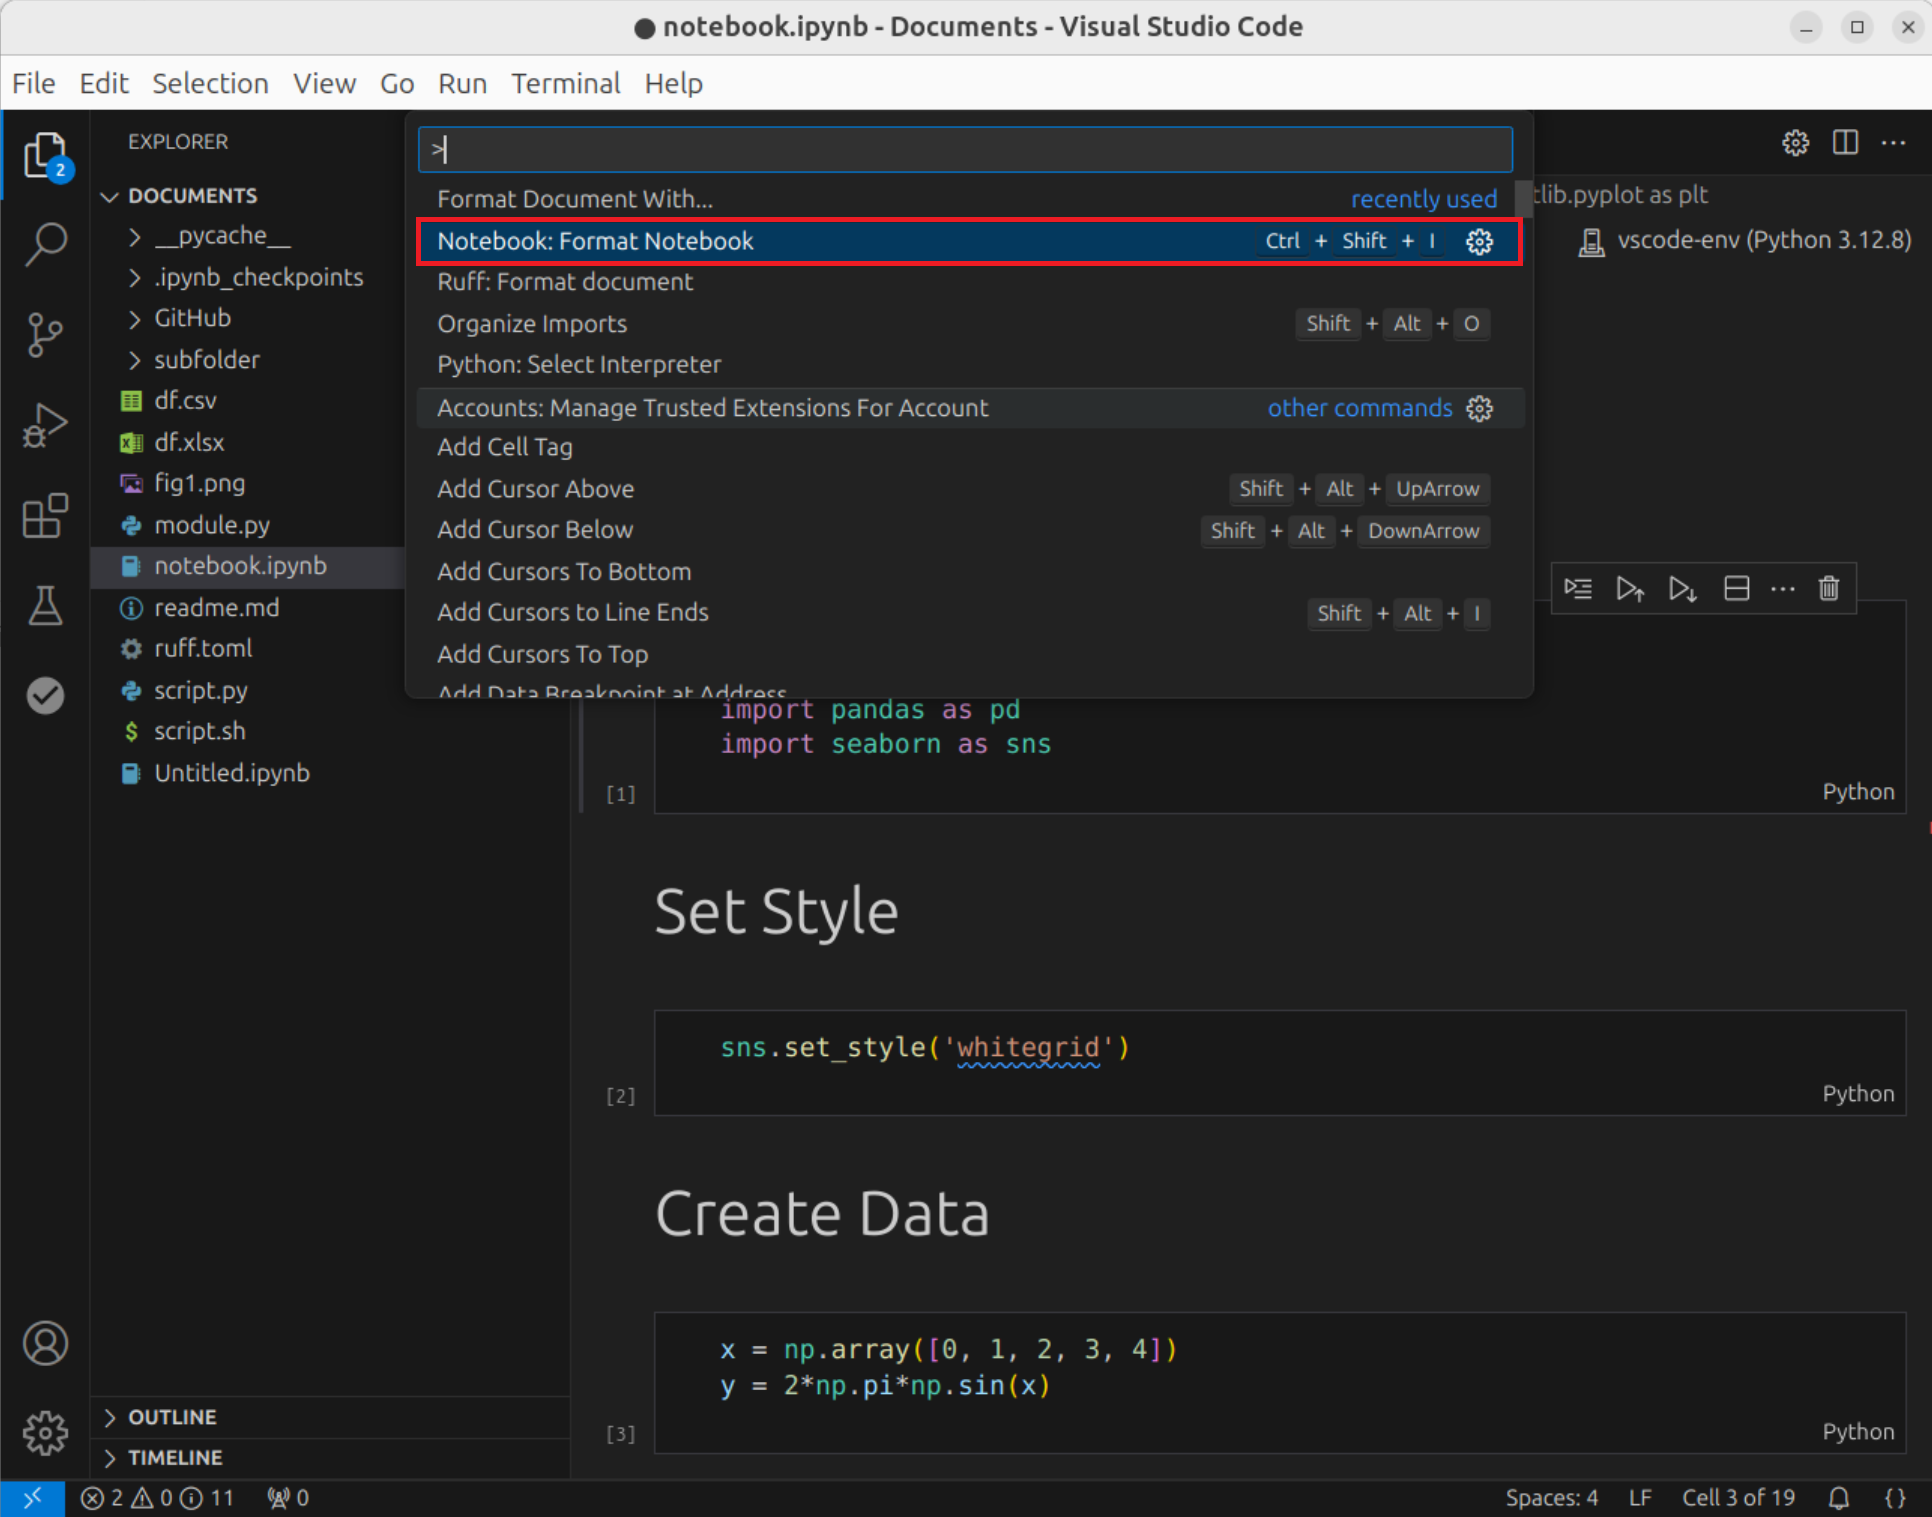 ● notebook.ipynb - Documents - Visual Studio Code
File Edit Selection View Go Run Terminal Help
EXPLORER
2
DOCUMENTS
__pycache__
.ipynb_checkpoints
GitHub
subfolder
df.csv
df.xlsx
fig1.png
module.py
notebook.ipynb
readme.md
ruff.toml
script.py
$ script.sh
Untitled.ipynb
OUTLINE
TIMELINE
>
Format Document With... recently used
Notebook: Format Notebook Ctrl + Shift + I
Ruff: Format document
Organize Imports Shift + Alt + O
Python: Select Interpreter
Accounts: Manage Trusted Extensions For Account other commands
Add Cell Tag
Add Cursor Above Shift + Alt + UpArrow
Add Cursor Below Shift + Alt + DownArrow
Add Cursors To Bottom
Add Cursors to Line Ends Shift + Alt + I
Add Cursors To Top
Add Data Breakpoint at Address
tlib.pyplot as plt
vscode-env (Python 3.12.8)
import pandas as pd
import seaborn as sns
[1]
Python
Set Style
sns.set_style('whitegrid')
[2]
Python
Create Data
x = np.array([0, 1, 2, 3, 4])
y = 2*np.pi*np.sin(x)
[3]
Python
2 0 11 0
Spaces: 4 LF Cell 3 of 19 {}